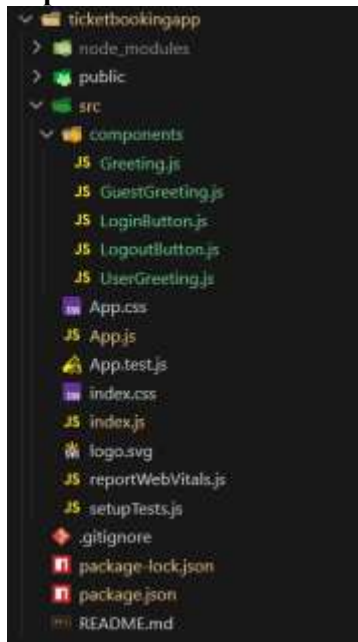 ticketbookingapp
node_modules
public
src
components
JS Greeting.js
JS GuestGreeting.js
JS LoginButton.js
JS LogoutButton.js
JS UserGreeting.js
App.css
JS App.js
App.test.js
index.css
JS index.js
logo.svg
JS reportWebVitals.js
JS setupTests.js
.gitignore
package-lock.json
package.json
README.md